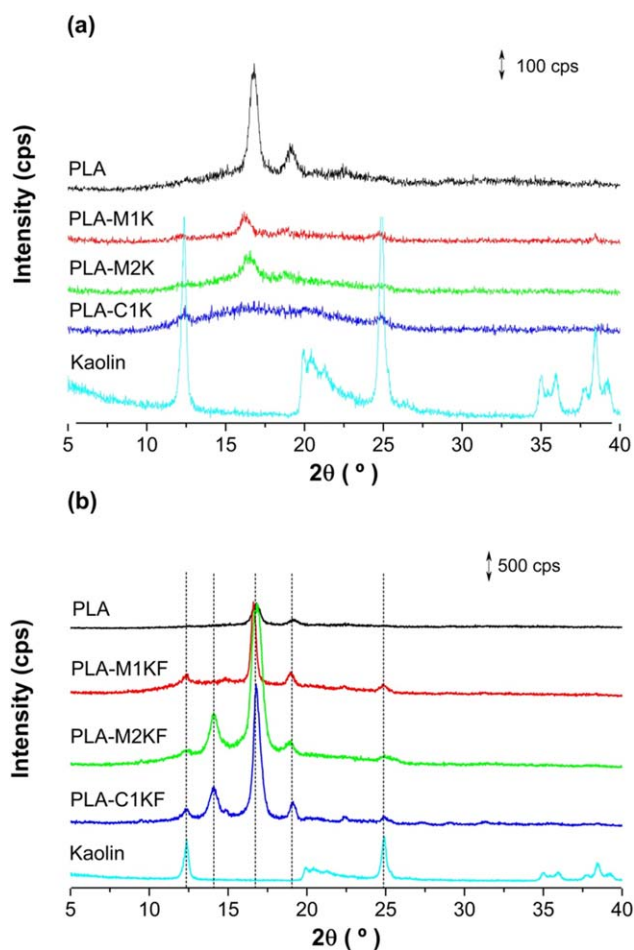 (a)
100 cps
PLA
PLA-M1K
PLA-M2K
PLA-C1K
Kaolin
Intensity (cps)
5 10 15 20 25 30 35 40
2θ ( º )
(b)
500 cps
PLA
PLA-M1KF
PLA-M2KF
PLA-C1KF
Kaolin
Intensity (cps)
5 10 15 20 25 30 35 40
2θ ( º )